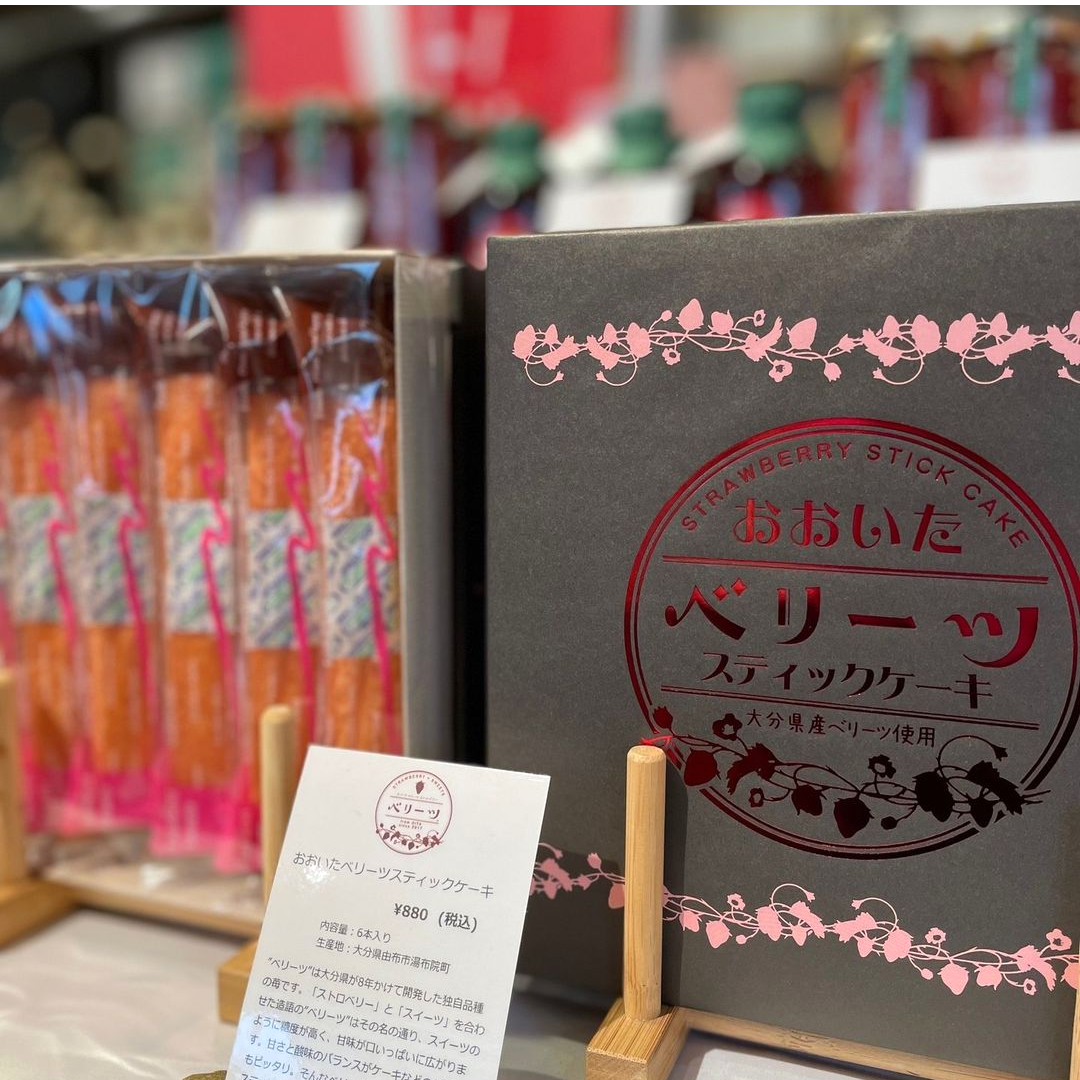 STRAWBERRY STICK CAKE
おおいた
ベリーツ
スティックケーキ
大分県産ベリーツ使用
STRAWBERRY × SWEETS
ベリーツ
from OITA
since 2017
おおいたベリーツスティックケーキ
¥880（税込）
内容量：6本入り
生産地：大分県由布市湯布院町
"ベリーツ"は大分県が8年かけて開発した独自品種
の苺です。「ストロベリー」と「スイーツ」を合わ
せた造語の"ベリーツ"はその名の通り、スイーツの
ように糖度が高く、甘味が口いっぱいに広がりま
す。甘さと酸味のバランスがケーキなどの
もピッタリ。そんなベリ